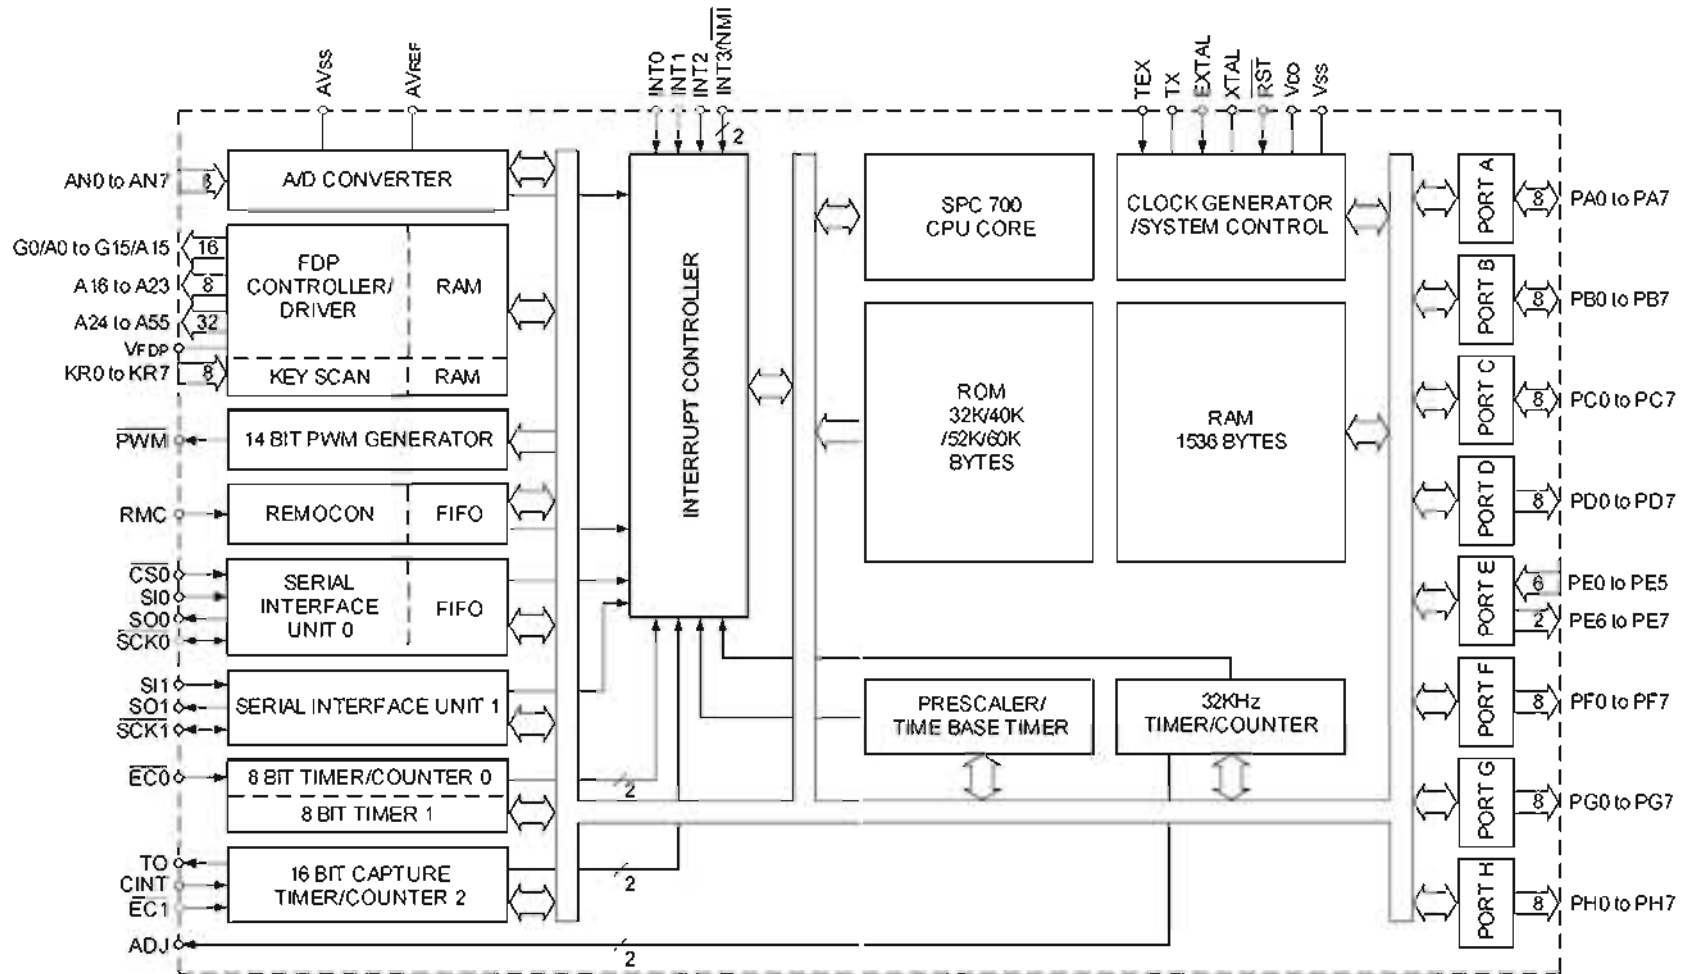 AVSS
AVREF
INT0
INT1
INT2
INT3/NMI
2
TEX
TX
EXTAL
XTAL
RST
VDD
VSS
AN0 to AN7
8
A/D CONVERTER
G0/A0 to G15/A15
16
A16 to A23
8
A24 to A55
32
VFDP
KR0 to KR7
8
FDP
CONTROLLER/
DRIVER
RAM
KEY SCAN
RAM
PWM
14 BIT PWM GENERATOR
RMC
REMOCON
FIFO
CS0
SI0
SO0
SCK0
SERIAL
INTERFACE
UNIT 0
FIFO
SI1
SO1
SCK1
SERIAL INTERFACE UNIT 1
EC0
8 BIT TIMER/COUNTER 0
8 BIT TIMER 1
2
TO
CINT
EC1
16 BIT CAPTURE
TIMER/COUNTER 2
2
ADJ
2
INTERRUPT CONTROLLER
SPC 700
CPU CORE
CLOCK GENERATOR
/SYSTEM CONTROL
ROM
32K/40K
/52K/60K
BYTES
RAM
1536 BYTES
PRESCALER/
TIME BASE TIMER
32KHz
TIMER/COUNTER
PORT A
8
PA0 to PA7
PORT B
8
PB0 to PB7
PORT C
8
PC0 to PC7
PORT D
8
PD0 to PD7
PORT E
6
PE0 to PE5
2
PE6 to PE7
PORT F
8
PF0 to PF7
PORT G
8
PG0 to PG7
PORT H
8
PH0 to PH7